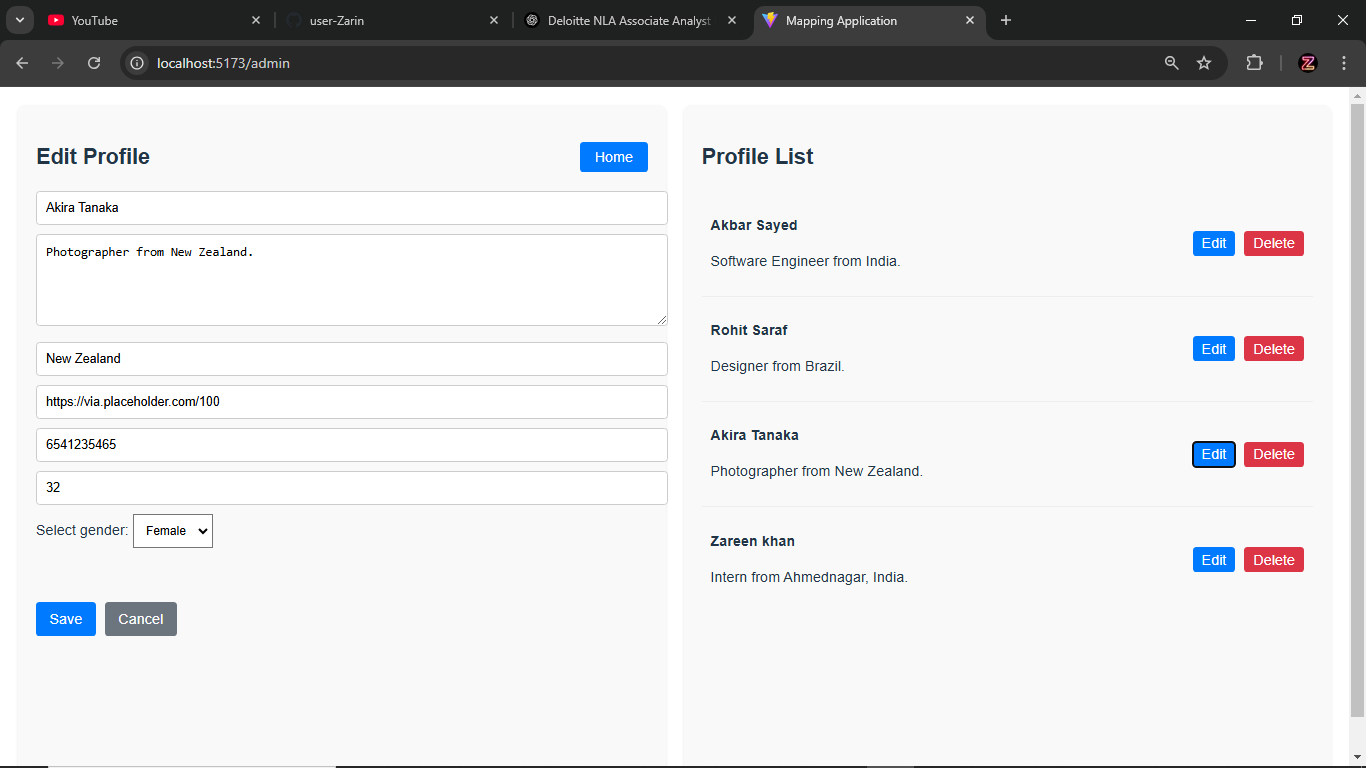 YouTube
user-Zarin
Deloitte NLA Associate Analyst
Mapping Application
localhost:5173/admin
Z
Edit Profile
Home
Akira Tanaka
Photographer from New Zealand.
New Zealand
https://via.placeholder.com/100
6541235465
32
Select gender: Female
Save Cancel
Profile List
Akbar Sayed
Software Engineer from India.
Edit Delete
Rohit Saraf
Designer from Brazil.
Edit Delete
Akira Tanaka
Photographer from New Zealand.
Edit Delete
Zareen khan
Intern from Ahmednagar, India.
Edit Delete